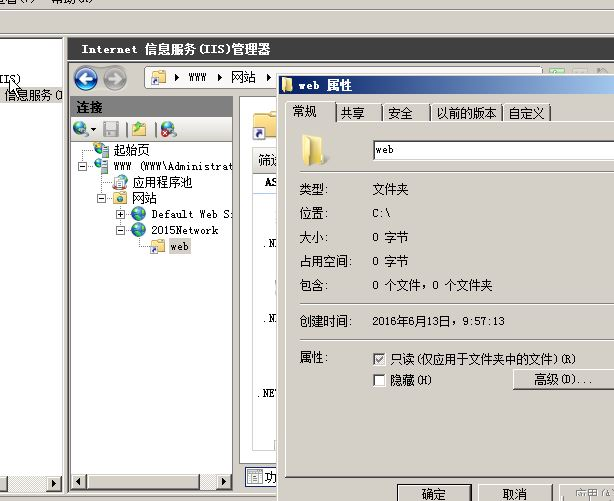 Internet 信息服务(IIS)管理器
IIS)
信息服务(I
WWW
网站
连接
起始页
WWW (WWW\Administrat
应用程序池
网站
Default Web S
2015Network
web
筛
AS
.N
.N
.NE
功
web 属性
常规
共享
安全
以前的版本
自定义
web
类型:
文件夹
位置:
C:\
大小:
0 字节
占用空间:
0 字节
包含:
0 个文件，0 个文件夹
创建时间:
2016年6月13日，9:57:13
属性:
只读(仅应用于文件夹中的文件)(R)
隐藏(H)
高级(D)...
确定
取消
应用(A)